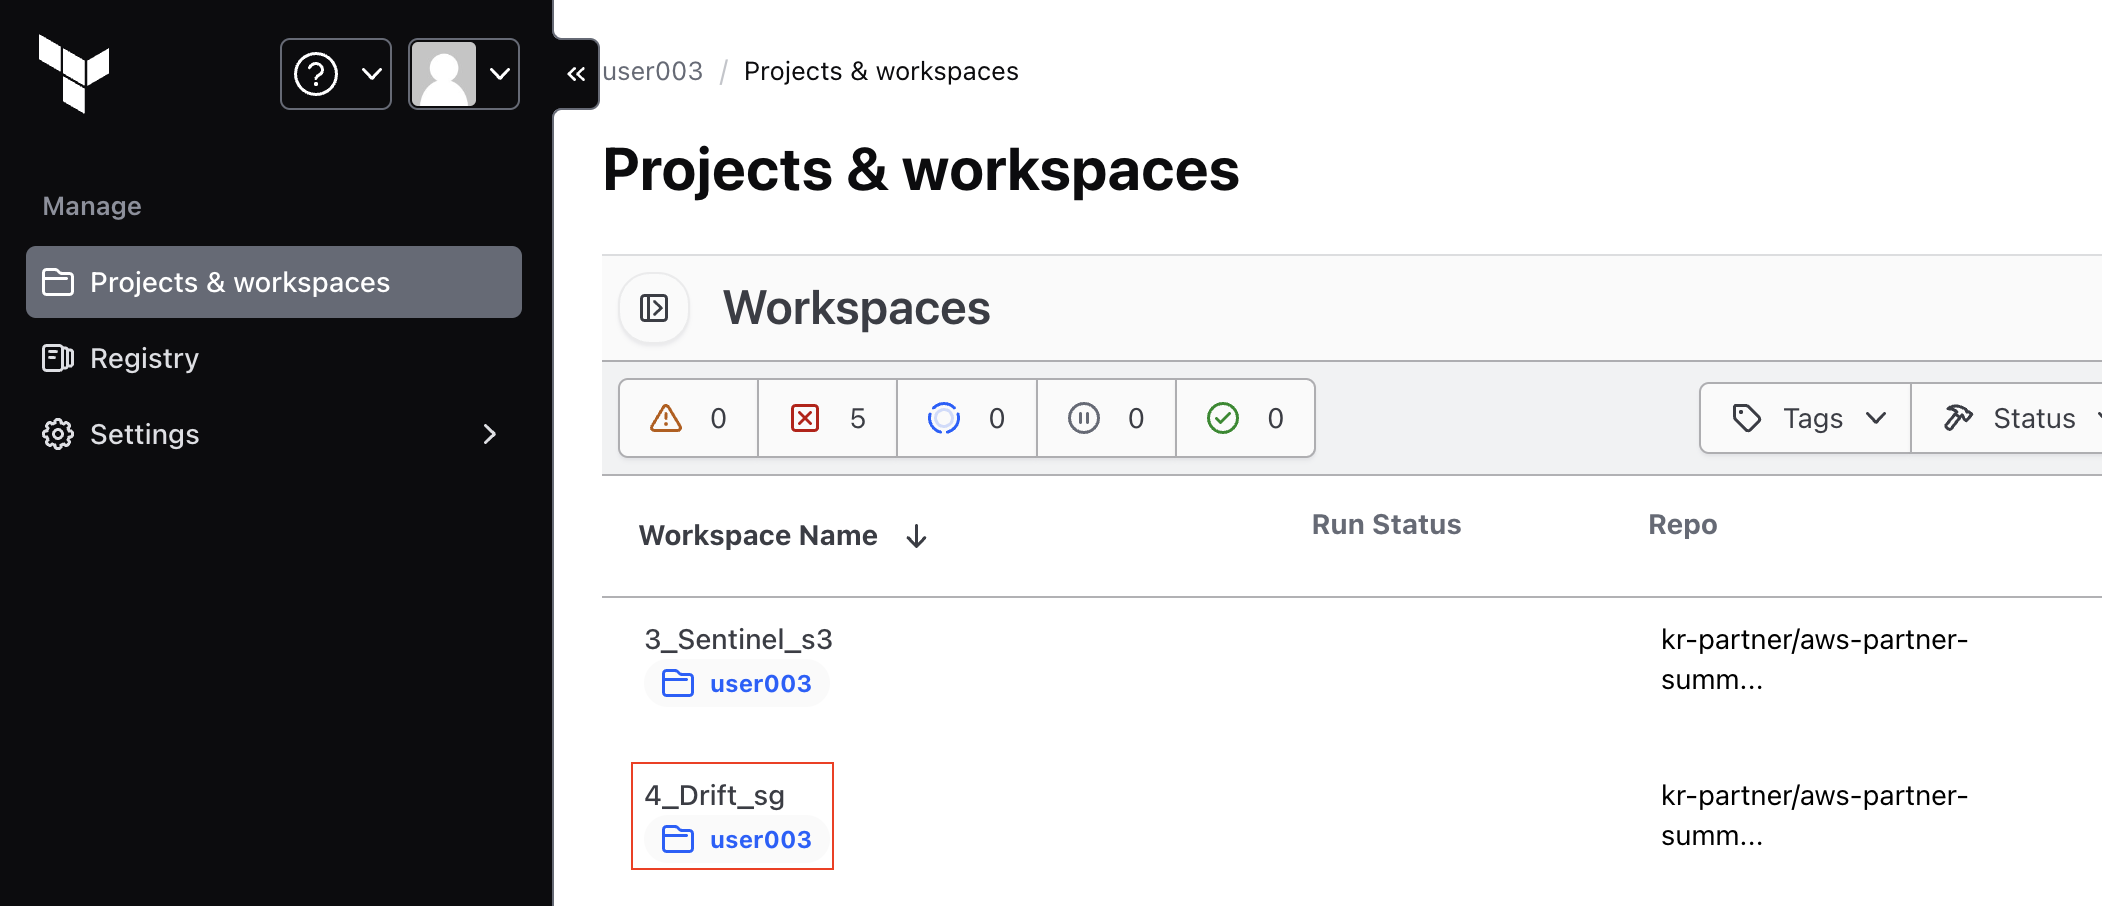 user003 / Projects & workspaces
Projects & workspaces
Manage
Projects & workspaces
Registry
Settings
Workspaces
0 5 0 0 0
Tags Status
Workspace Name Run Status Repo
3_Sentinel_s3
user003
kr-partner/aws-partner-
summ...
4_Drift_sg
user003
kr-partner/aws-partner-
summ...